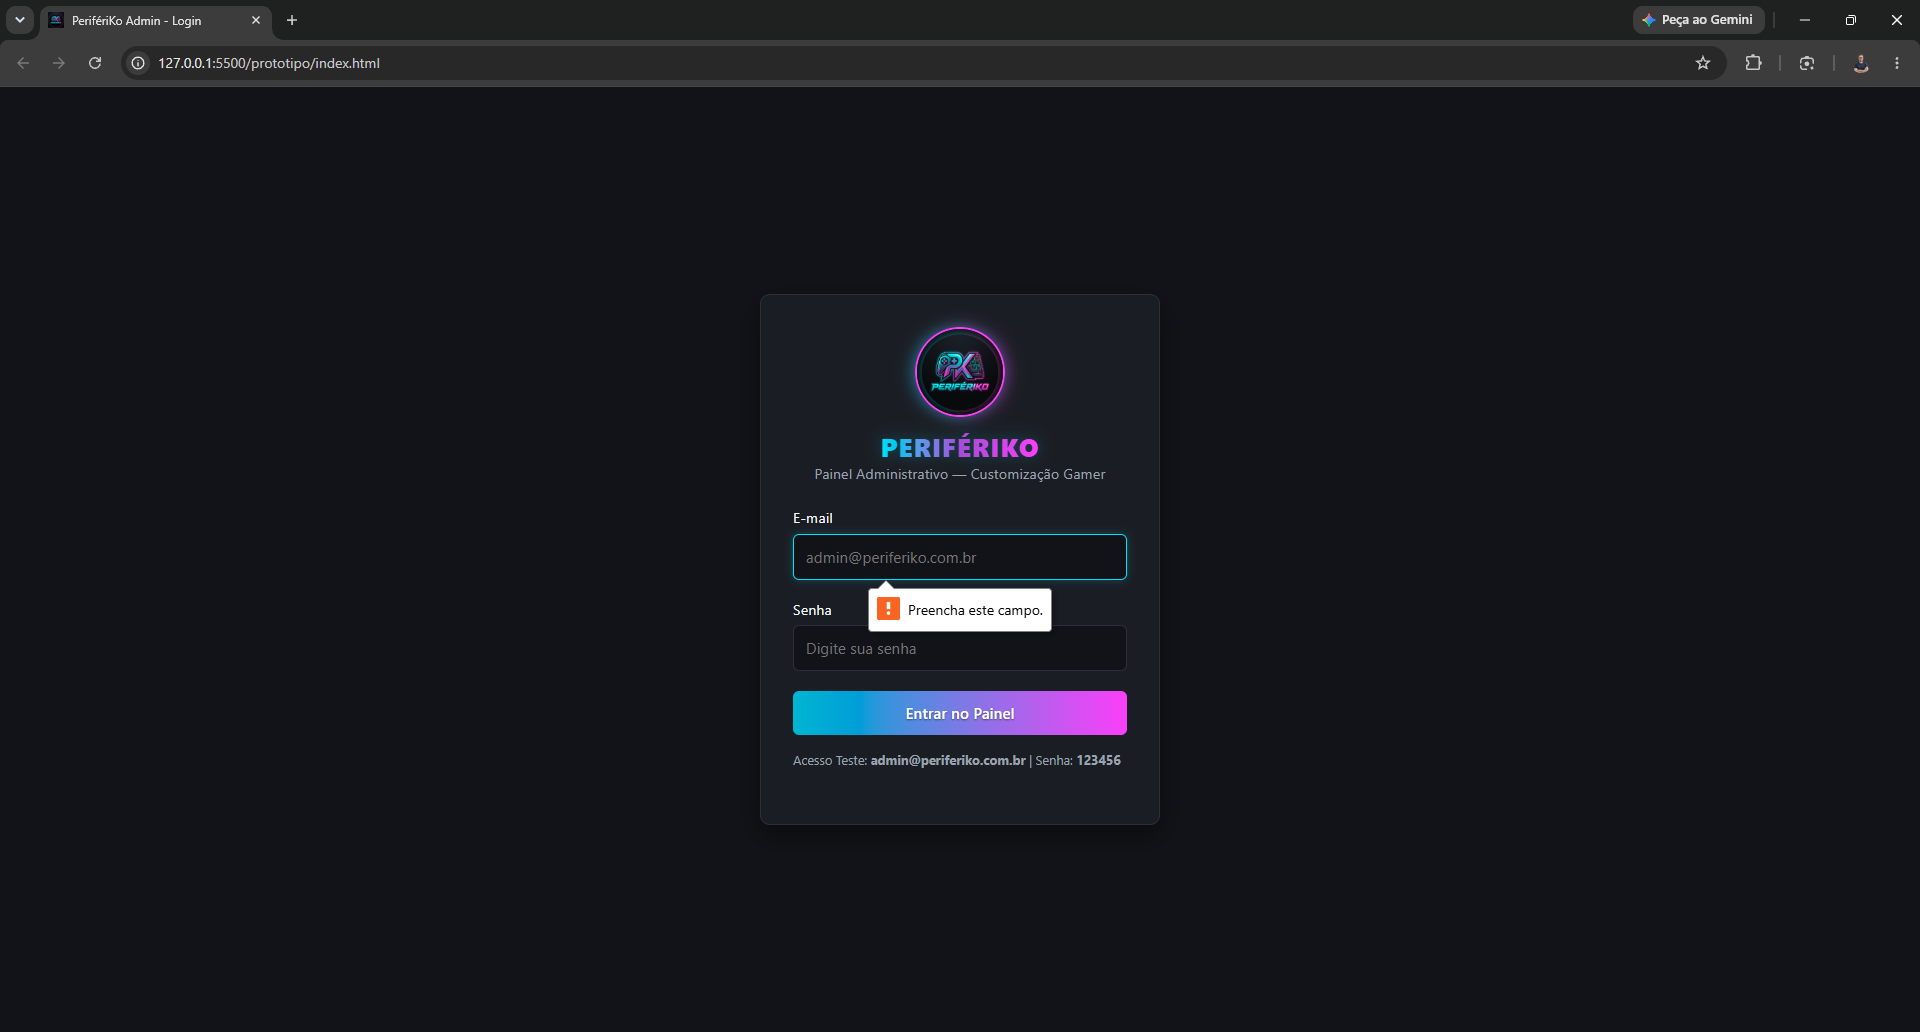 PerifériKo Admin - Login
Peça ao Gemini
127.0.0.1:5500/prototipo/index.html
PK
PERIFÉRIKO
PERIFÉRIKO
Painel Administrativo — Customização Gamer
E-mail
admin@periferiko.com.br
Preencha este campo.
Senha
Digite sua senha
Entrar no Painel
Acesso Teste: admin@periferiko.com.br | Senha: 123456